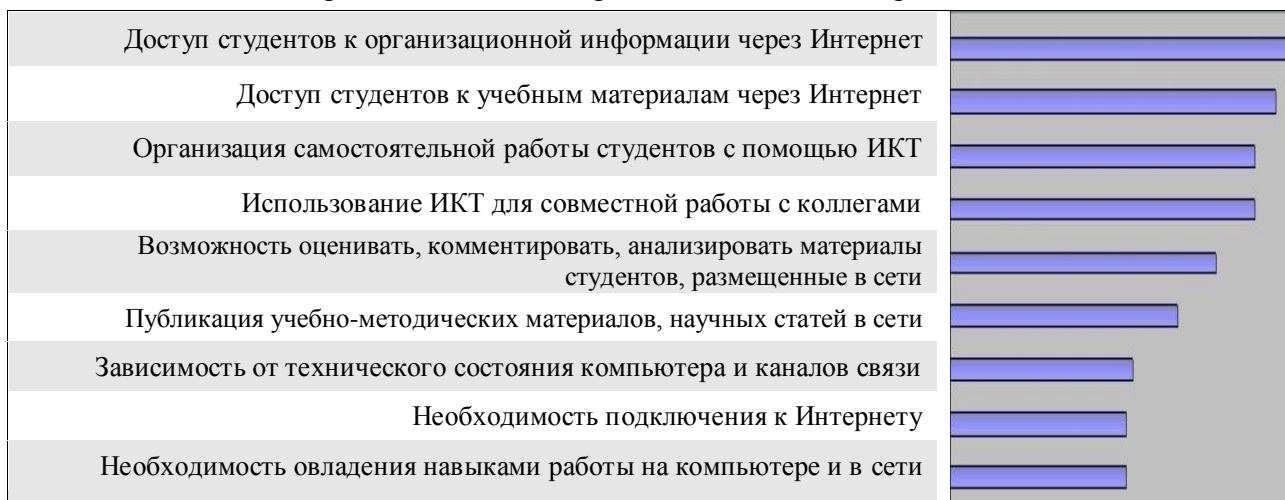 Доступ студентов к организационной информации через Интернет
Доступ студентов к учебным материалам через Интернет
Организация самостоятельной работы студентов с помощью ИКТ
Использование ИКТ для совместной работы с коллегами
Возможность оценивать, комментировать, анализировать материалы
студентов, размещенные в сети
Публикация учебно-методических материалов, научных статей в сети
Зависимость от технического состояния компьютера и каналов связи
Необходимость подключения к Интернету
Необходимость овладения навыками работы на компьютере и в сети